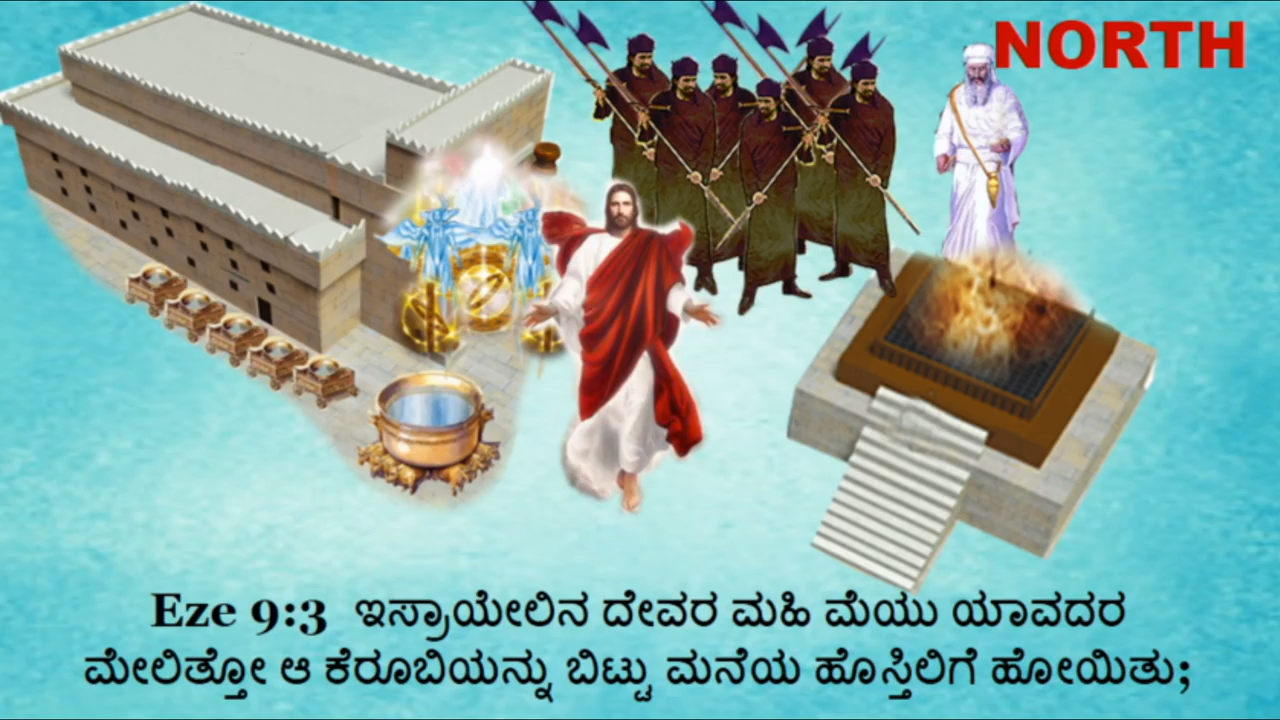 NORTH
Eze 9:3 ಇಸ್ರಾಯೇಲಿನ ದೇವರ ಮಹಿ ಮೆಯು ಯಾವದರ
ಮೇಲಿತ್ತೋ ಆ ಕೆರೂಬಿಯನ್ನು ಬಿಟ್ಟು ಮನೆಯ ಹೊಸ್ತಿಲಿಗೆ ಹೋಯಿತು;